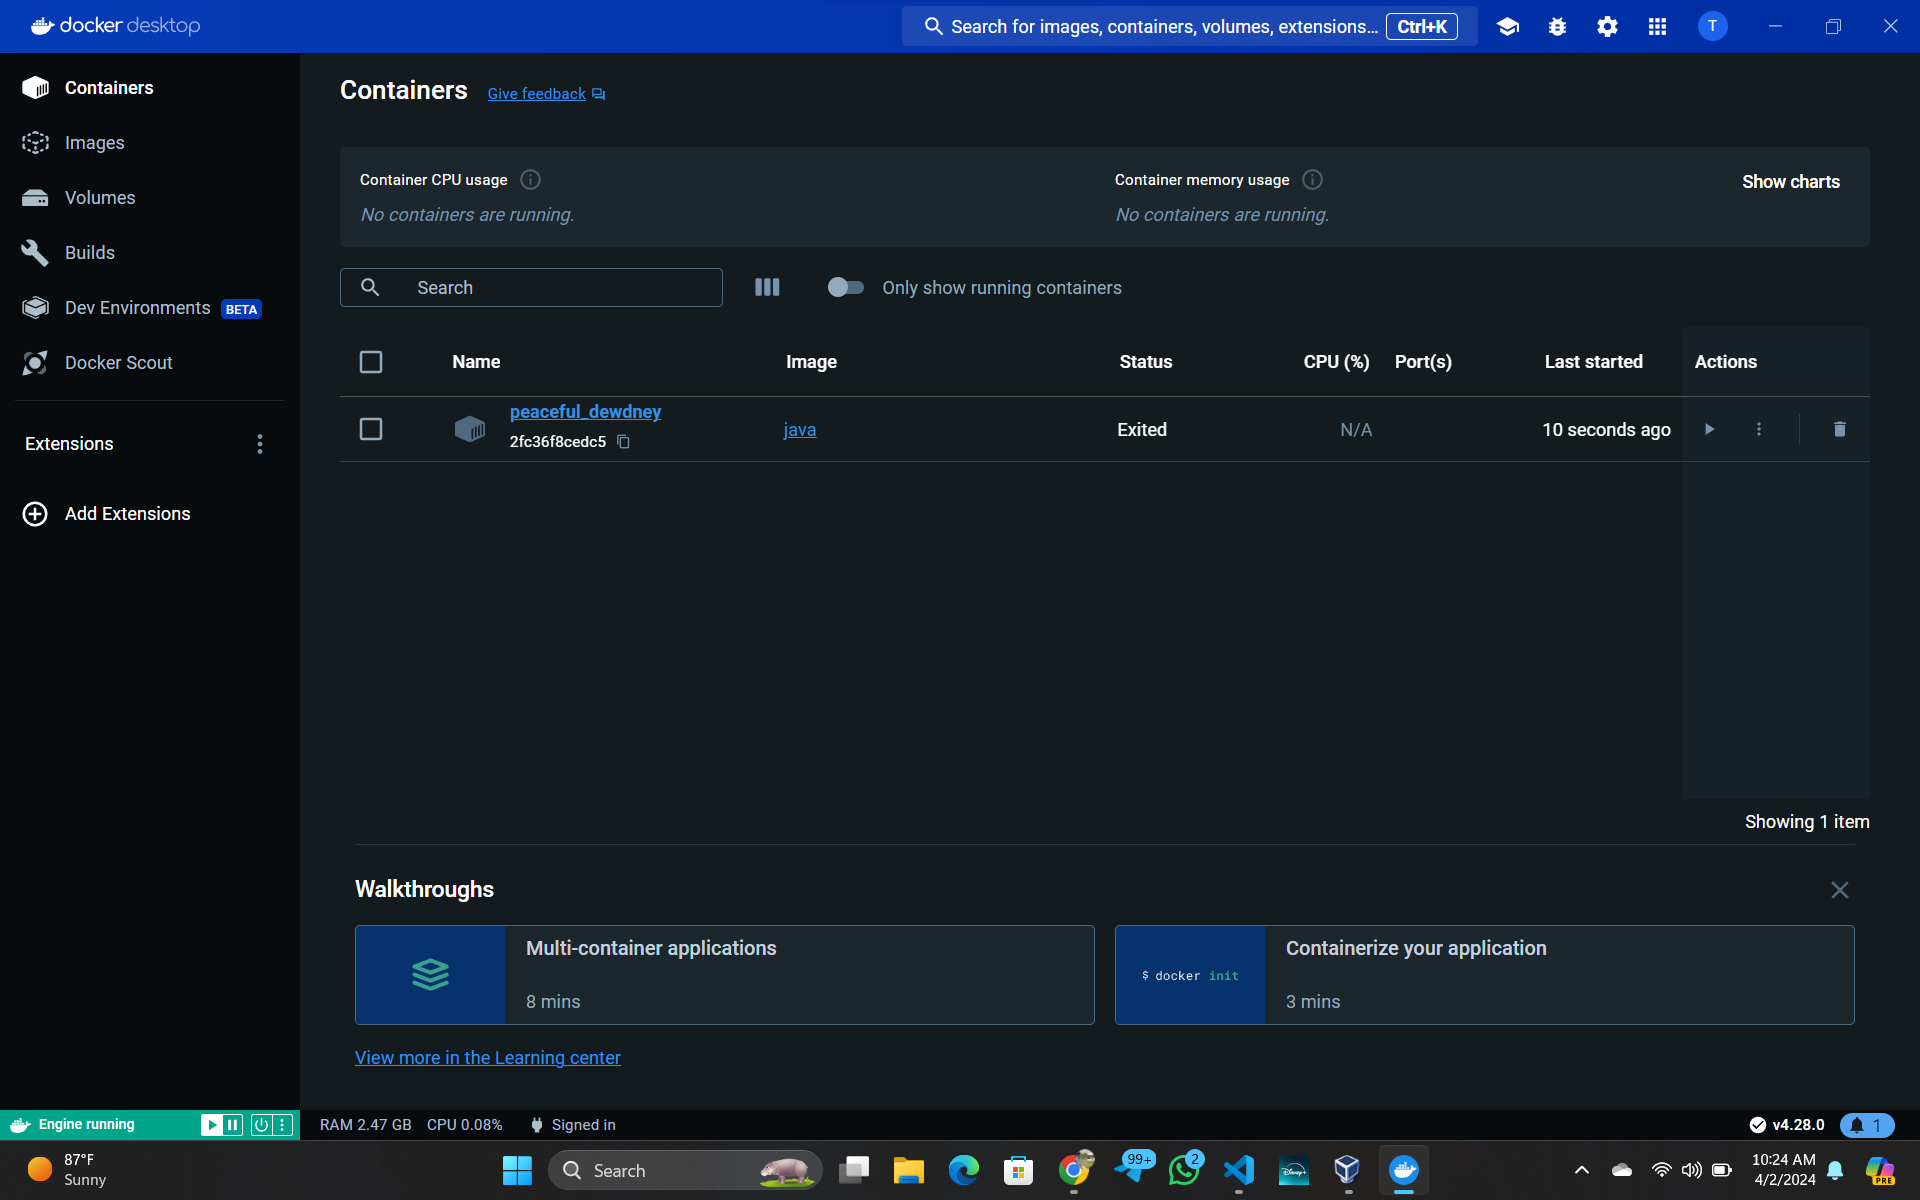 docker desktop
Search for images, containers, volumes, extensions... Ctrl+K
T
Containers
Images
Volumes
Builds
Dev Environments BETA
Docker Scout
Extensions
Add Extensions
Containers Give feedback
Container CPU usage
No containers are running.
Container memory usage
No containers are running.
Show charts
Search
Only show running containers
Name Image Status CPU (%) Port(s) Last started Actions
peaceful_dewdney
2fc36f8cedc5
java Exited N/A 10 seconds ago
Showing 1 item
Walkthroughs
Multi-container applications
8 mins
$ docker init
Containerize your application
3 mins
View more in the Learning center
Engine running
RAM 2.47 GB CPU 0.08% Signed in
v4.28.0 1
87°F
Sunny
Search
99+
2
Disney+
10:24 AM
4/2/2024
PRE